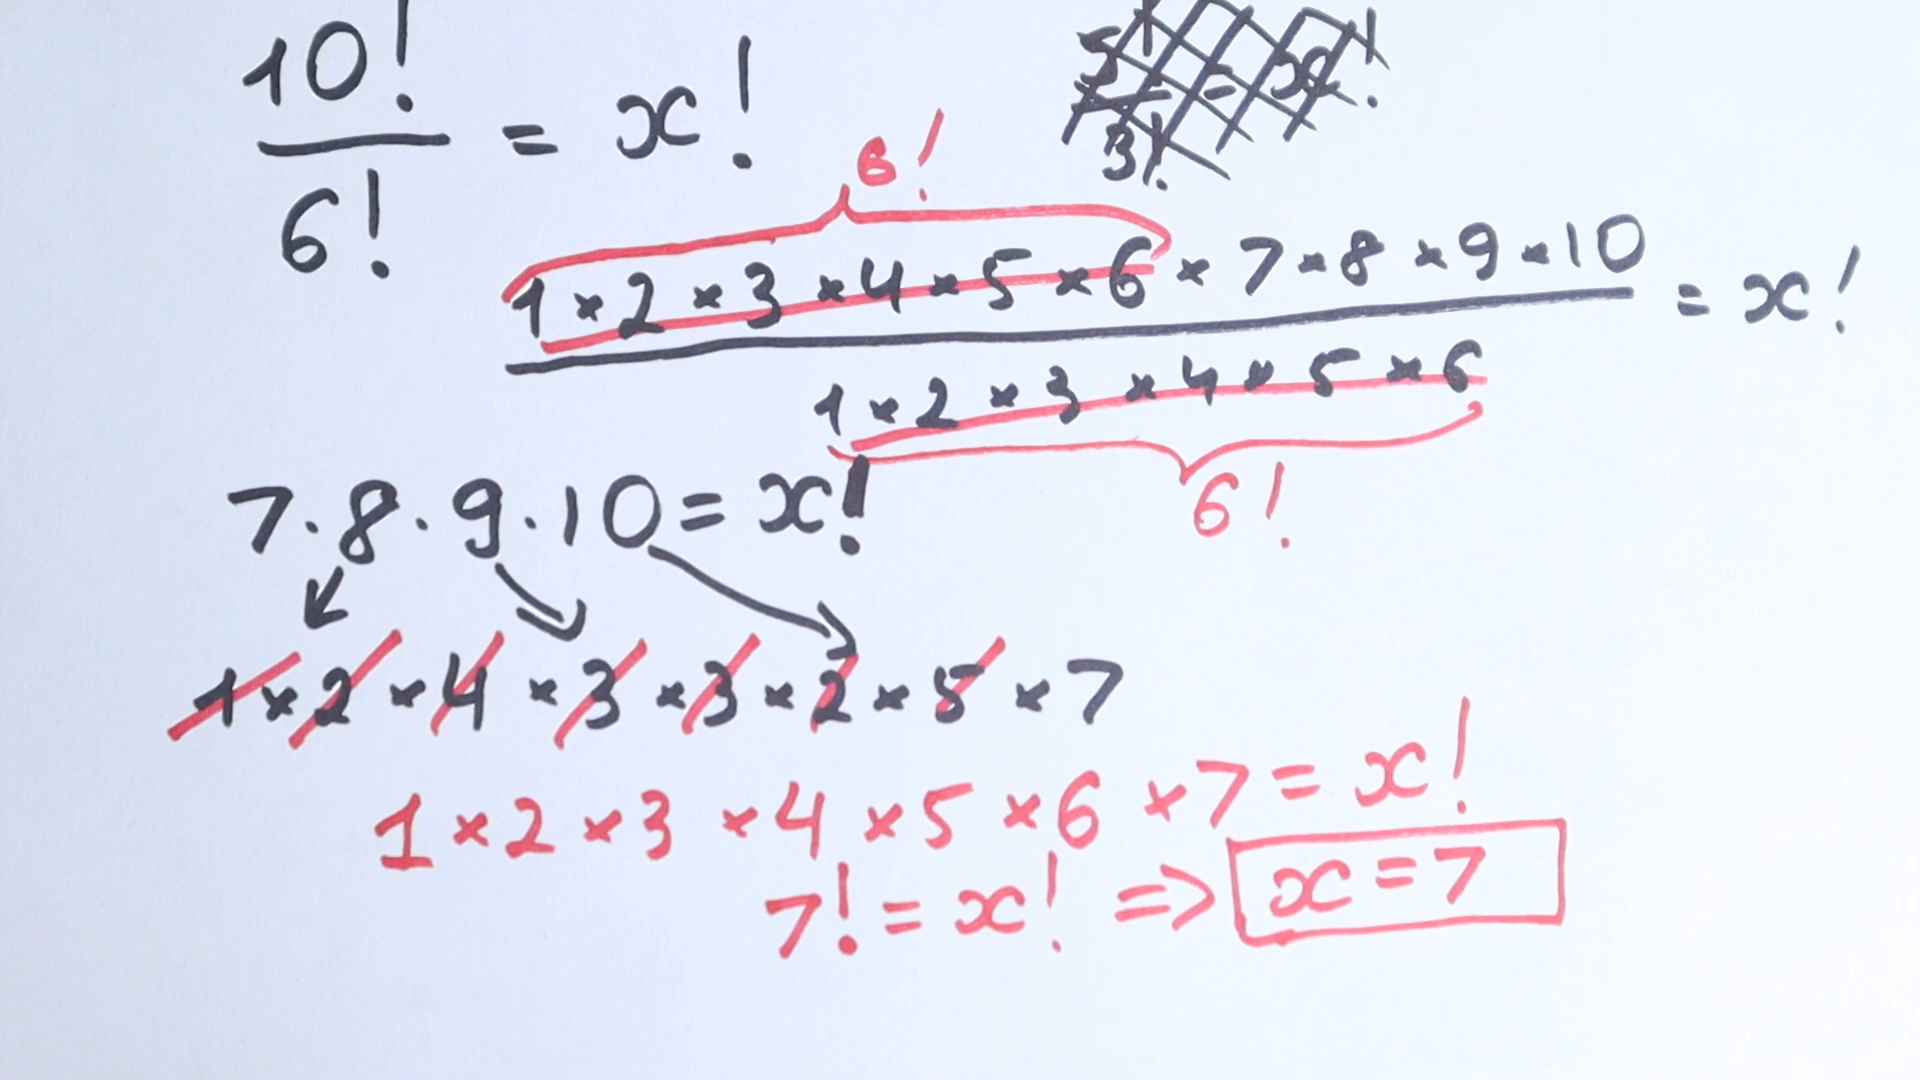 10!/6! = x!
5!/3! = x!
6!
1 × 2 × 3 × 4 × 5 × 6 × 7 × 8 × 9 × 10 = x!
1 × 2 × 3 × 4 × 5 × 6
6!
7 · 8 · 9 · 10 = x!
1 × 2 × 4 × 3 × 3 × 2 × 5 × 7
1 × 2 × 3 × 4 × 5 × 6 × 7 = x!
7! = x! => x = 7